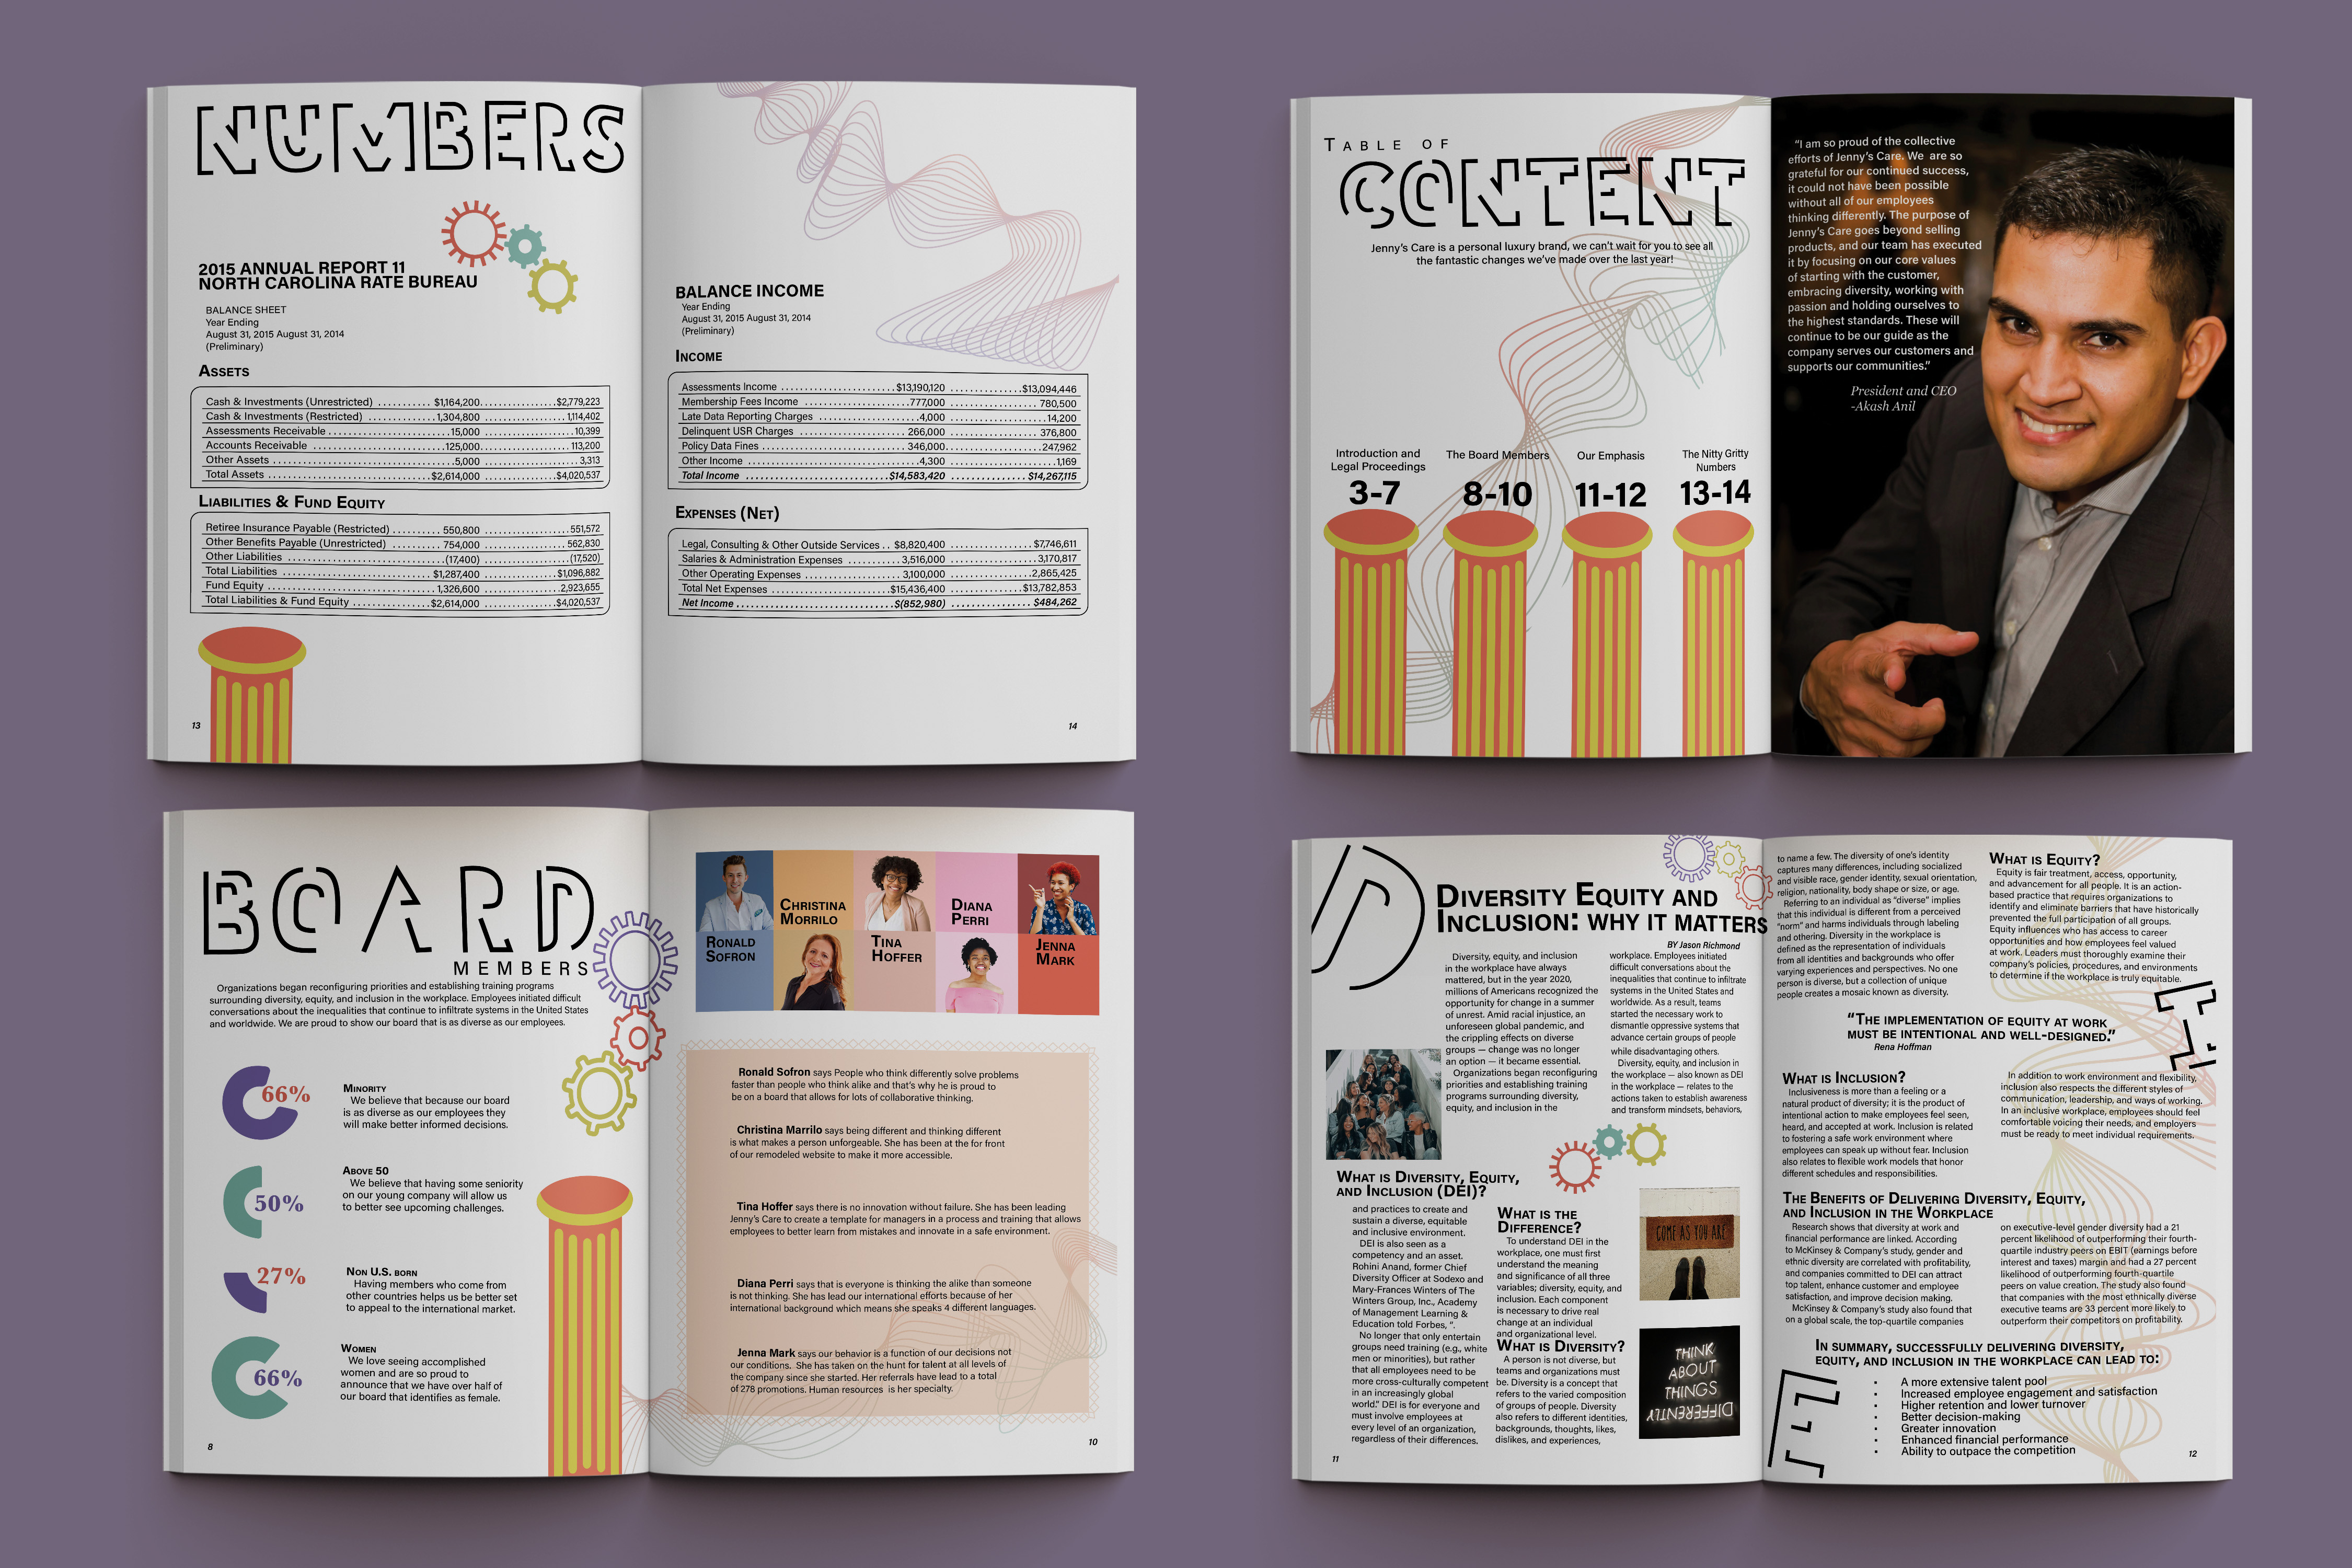 NUMBERS
2015 ANNUAL REPORT 11
NORTH CAROLINA RATE BUREAU
BALANCE SHEET
Year Ending
August 31, 2015 August 31, 2014
(Preliminary)
ASSETS
Cash & Investments (Unrestricted) $1,164,200 $2,779,223
Cash & Investments (Restricted) 1,304,800 1,114,402
Assessments Receivable 15,000 10,399
Accounts Receivable 125,000 113,200
Other Assets 5,000 3,313
Total Assets $2,614,000 $4,020,537
LIABILITIES & FUND EQUITY
Retiree Insurance Payable (Restricted) 550,800 551,572
Other Benefits Payable (Unrestricted) 754,000 562,830
Other Liabilities (17,400) (17,520)
Total Liabilities $1,287,400 $1,096,882
Fund Equity 1,326,600 2,923,655
Total Liabilities & Fund Equity $2,614,000 $4,020,537
13
BALANCE INCOME
Year Ending
August 31, 2015 August 31, 2014
(Preliminary)
INCOME
Assessments Income $13,190,120 $13,094,446
Membership Fees Income 777,000 780,500
Late Data Reporting Charges 4,000 14,200
Delinquent USR Charges 266,000 376,800
Policy Data Fines 346,000 247,962
Other Income 4,300 1,169
Total Income $14,583,420 $14,267,115
EXPENSES (NET)
Legal, Consulting & Other Outside Services $8,820,400 $7,746,611
Salaries & Administration Expenses 3,516,000 3,170,817
Other Operating Expenses 3,100,000 2,865,425
Total Net Expenses $15,436,400 $13,782,853
Net Income $(852,980) $484,262
14
TABLE OF
CONTENT
Jenny's Care is a personal luxury brand, we can't wait for you to see all
the fantastic changes we've made over the last year!
Introduction and
Legal Proceedings
3-7
The Board Members
8-10
Our Emphasis
11-12
The Nitty Gritty
Numbers
13-14
"I am so proud of the collective
efforts of Jenny's Care. We are so
grateful for our continued success,
it could not have been possible
without all of our employees
thinking differently. The purpose of
Jenny's Care goes beyond selling
products, and our team has executed
it by focusing on our core values
of starting with the customer,
embracing diversity, working with
passion and holding ourselves to
the highest standards. These will
continue to be our guide as the
company serves our customers and
supports our communities."
President and CEO
-Akash Anil
BOARD
MEMBERS
Organizations began reconfiguring priorities and establishing training programs
surrounding diversity, equity, and inclusion in the workplace. Employees initiated difficult
conversations about the inequalities that continue to infiltrate systems in the United States
and worldwide. We are proud to show our board that is as diverse as our employees.
66%
MINORITY
We believe that because our board
is as diverse as our employees they
will make better informed decisions.
50%
ABOVE 50
We believe that having some seniority
on our young company will allow us
to better see upcoming challenges.
27%
NON U.S. BORN
Having members who come from
other countries helps us be better set
to appeal to the international market.
66%
WOMEN
We love seeing accomplished
women and are so proud to
announce that we have over half of
our board that identifies as female.
8
RONALD
SOFRON
CHRISTINA
MORRILO
TINA
HOFFER
DIANA
PERRI
JENNA
MARK
Ronald Sofron says People who think differently solve problems
faster than people who think alike and that's why he is proud to
be on a board that allows for lots of collaborative thinking.
Christina Marrilo says being different and thinking different
is what makes a person unforgeable. She has been at the for front
of our remodeled website to make it more accessible.
Tina Hoffer says there is no innovation without failure. She has been leading
Jenny's Care to create a template for managers in a process and training that allows
employees to better learn from mistakes and innovate in a safe environment.
Diana Perri says that is everyone is thinking the alike than someone
is not thinking. She has lead our international efforts because of her
international background which means she speaks 4 different languages.
Jenna Mark says our behavior is a function of our decisions not
our conditions. She has taken on the hunt for talent at all levels of
the company since she started. Her referrals have lead to a total
of 278 promotions. Human resources is her specialty.
10
D
DIVERSITY EQUITY AND
INCLUSION: WHY IT MATTERS
BY Jason Richmond
Diversity, equity, and inclusion
in the workplace have always
mattered, but in the year 2020,
millions of Americans recognized the
opportunity for change in a summer
of unrest. Amid racial injustice, an
unforeseen global pandemic, and
the crippling effects on diverse
groups — change was no longer
an option — it became essential.
Organizations began reconfiguring
priorities and establishing training
programs surrounding diversity,
equity, and inclusion in the
workplace. Employees initiated
difficult conversations about the
inequalities that continue to infiltrate
systems in the United States and
worldwide. As a result, teams
started the necessary work to
dismantle oppressive systems that
advance certain groups of people
while disadvantaging others.
Diversity, equity, and inclusion in
the workplace — also known as DEI
in the workplace — relates to the
actions taken to establish awareness
and transform mindsets, behaviors,
WHAT IS DIVERSITY, EQUITY,
AND INCLUSION (DEI)?
and practices to create and
sustain a diverse, equitable
and inclusive environment.
DEI is also seen as a
competency and an asset.
Rohini Anand, former Chief
Diversity Officer at Sodexo and
Mary-Frances Winters of The
Winters Group, Inc., Academy
of Management Learning &
Education told Forbes, ".
No longer that only entertain
groups need training (e.g., white
men or minorities), but rather
that all employees need to be
more cross-culturally competent
in an increasingly global
world." DEI is for everyone and
must involve employees at
every level of an organization,
regardless of their differences.
WHAT IS THE
DIFFERENCE?
To understand DEI in the
workplace, one must first
understand the meaning
and significance of all three
variables; diversity, equity, and
inclusion. Each component
is necessary to drive real
change at an individual
and organizational level.
WHAT IS DIVERSITY?
A person is not diverse, but
teams and organizations must
be. Diversity is a concept that
refers to the varied composition
of groups of people. Diversity
also refers to different identities,
backgrounds, thoughts, likes,
dislikes, and experiences,
COME AS YOU ARE
THINK
ABOUT
THINGS
DIFFERENTLY
11
to name a few. The diversity of one's identity
captures many differences, including socialized
and visible race, gender identity, sexual orientation,
religion, nationality, body shape or size, or age.
Referring to an individual as "diverse" implies
that this individual is different from a perceived
"norm" and harms individuals through labeling
and othering. Diversity in the workplace is
defined as the representation of individuals
from all identities and backgrounds who offer
varying experiences and perspectives. No one
person is diverse, but a collection of unique
people creates a mosaic known as diversity.
WHAT IS EQUITY?
Equity is fair treatment, access, opportunity,
and advancement for all people. It is an action-
based practice that requires organizations to
identify and eliminate barriers that have historically
prevented the full participation of all groups.
Equity influences who has access to career
opportunities and how employees feel valued
at work. Leaders must thoroughly examine their
company's policies, procedures, and environments
to determine if the workplace is truly equitable.
"THE IMPLEMENTATION OF EQUITY AT WORK
MUST BE INTENTIONAL AND WELL-DESIGNED."
Rena Hoffman
I
WHAT IS INCLUSION?
Inclusiveness is more than a feeling or a
natural product of diversity; it is the product of
intentional action to make employees feel seen,
heard, and accepted at work. Inclusion is related
to fostering a safe work environment where
employees can speak up without fear. Inclusion
also relates to flexible work models that honor
different schedules and responsibilities.
In addition to work environment and flexibility,
inclusion also respects the different styles of
communication, leadership, and ways of working.
In an inclusive workplace, employees should feel
comfortable voicing their needs, and employers
must be ready to meet individual requirements.
THE BENEFITS OF DELIVERING DIVERSITY, EQUITY,
AND INCLUSION IN THE WORKPLACE
Research shows that diversity at work and
financial performance are linked. According
to McKinsey & Company's study, gender and
ethnic diversity are correlated with profitability,
and companies committed to DEI can attract
top talent, enhance customer and employee
satisfaction, and improve decision making.
McKinsey & Company's study also found that
on a global scale, the top-quartile companies
on executive-level gender diversity had a 21
percent likelihood of outperforming their fourth-
quartile industry peers on EBIT (earnings before
interest and taxes) margin and had a 27 percent
likelihood of outperforming fourth-quartile
peers on value creation. The study also found
that companies with the most ethnically diverse
executive teams are 33 percent more likely to
outperform their competitors on profitability.
IN SUMMARY, SUCCESSFULLY DELIVERING DIVERSITY,
EQUITY, AND INCLUSION IN THE WORKPLACE CAN LEAD TO:
E
• A more extensive talent pool
• Increased employee engagement and satisfaction
• Higher retention and lower turnover
• Better decision-making
• Greater innovation
• Enhanced financial performance
• Ability to outpace the competition
12